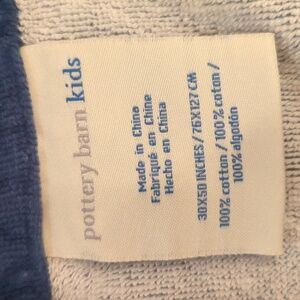 pottery barn kids
Made in China
Fabriqué en Chine
Hecho en China
30X50 INCHES / 76X127 CM
100% cotton / 100% coton /
100% algodón